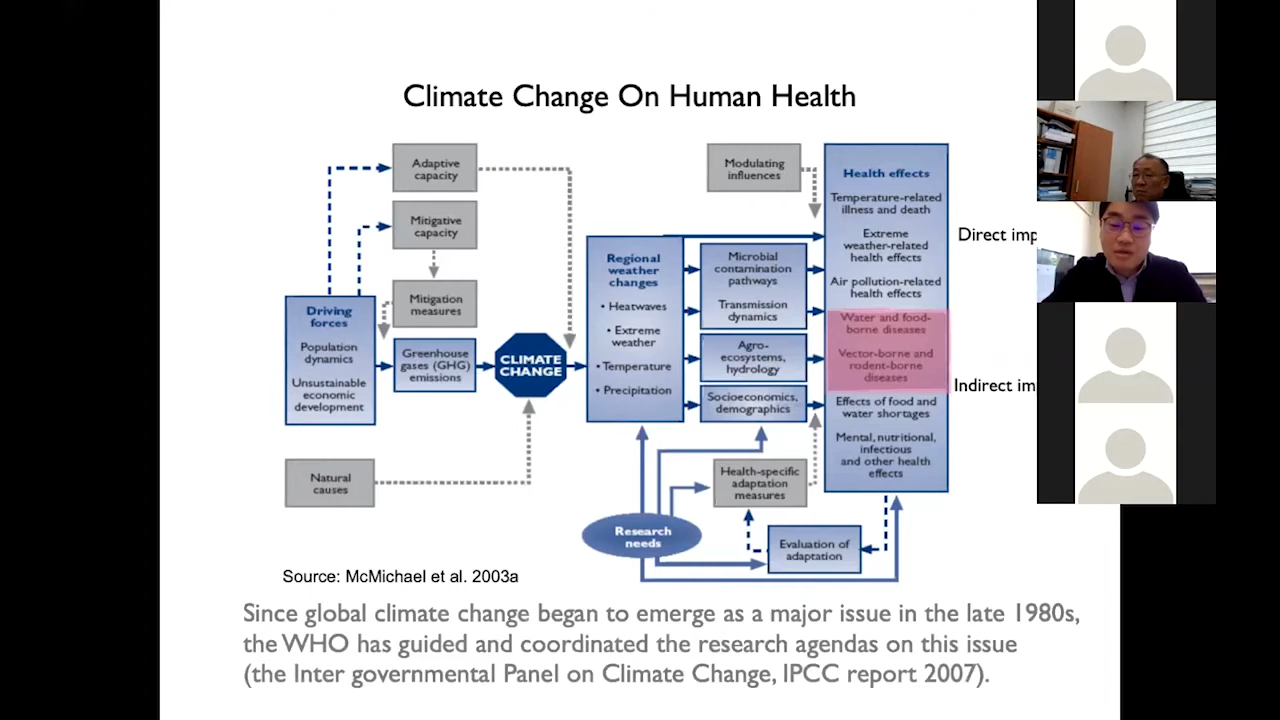 Climate Change On Human Health
Adaptive
capacity
Mitigative
capacity
Mitigation
measures
Driving
forces
Population
dynamics
Unsustainable
economic
development
Greenhouse
gases (GHG)
emissions
CLIMATE
CHANGE
Natural
causes
Regional
weather
changes
• Heatwaves
• Extreme
weather
• Temperature
• Precipitation
Modulating
influences
Microbial
contamination
pathways
Transmission
dynamics
Agro-
ecosystems,
hydrology
Socioeconomics,
demographics
Health-specific
adaptation
measures
Research
needs
Evaluation of
adaptation
Health effects
Temperature-related
illness and death
Extreme
weather-related
health effects
Air pollution-related
health effects
Water and food-
borne diseases
Vector-borne and
rodent-borne
diseases
Effects of food and
water shortages
Mental, nutritional,
infectious
and other health
effects
Direct imp
Indirect im
Source: McMichael et al. 2003a
Since global climate change began to emerge as a major issue in the late 1980s,
the WHO has guided and coordinated the research agendas on this issue
(the Inter governmental Panel on Climate Change, IPCC report 2007).